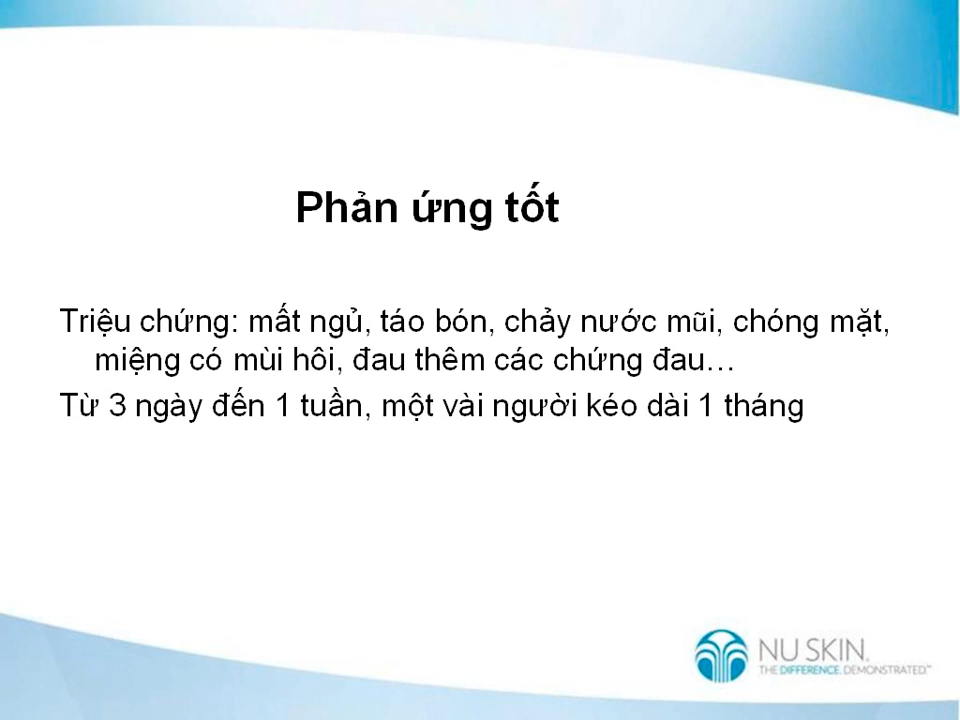 Phản ứng tốt
Triệu chứng: mất ngủ, táo bón, chảy nước mũi, chóng mặt,
miệng có mùi hôi, đau thêm các chứng đau...
Từ 3 ngày đến 1 tuần, một vài người kéo dài 1 tháng
NU SKIN.
THE DIFFERENCE. DEMONSTRATED.™